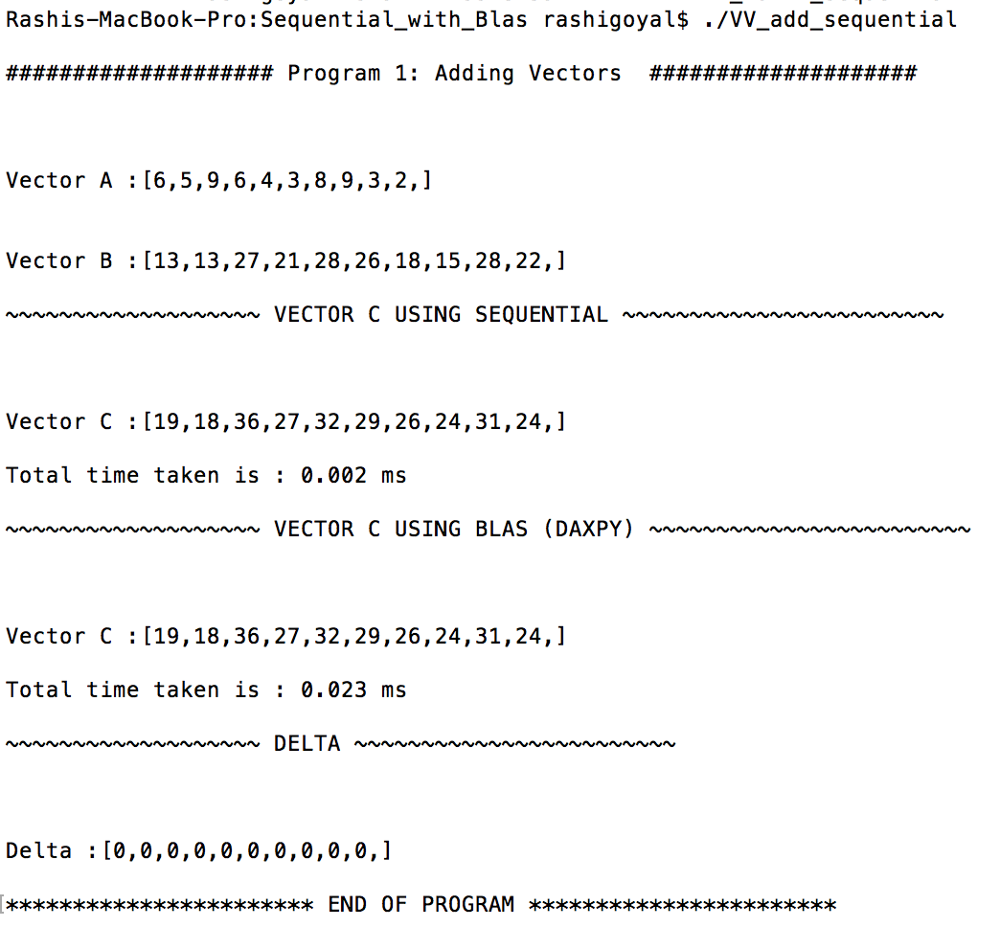 Rashis-MacBook-Pro:Sequential_with_Blas rashigoyal$ ./VV_add_sequential
#################### Program 1: Adding Vectors  ####################
Vector A :[6,5,9,6,4,3,8,9,3,2,]
Vector B :[13,13,27,21,28,26,18,15,28,22,]
~~~~~~~~~~~~~~~~~~~ VECTOR C USING SEQUENTIAL ~~~~~~~~~~~~~~~~~~~~~~~~
Vector C :[19,18,36,27,32,29,26,24,31,24,]
Total time taken is : 0.002 ms
~~~~~~~~~~~~~~~~~~~ VECTOR C USING BLAS (DAXPY) ~~~~~~~~~~~~~~~~~~~~~~~~
Vector C :[19,18,36,27,32,29,26,24,31,24,]
Total time taken is : 0.023 ms
~~~~~~~~~~~~~~~~~~~ DELTA ~~~~~~~~~~~~~~~~~~~~~~~~
Delta :[0,0,0,0,0,0,0,0,0,0,]
*********************** END OF PROGRAM ***********************